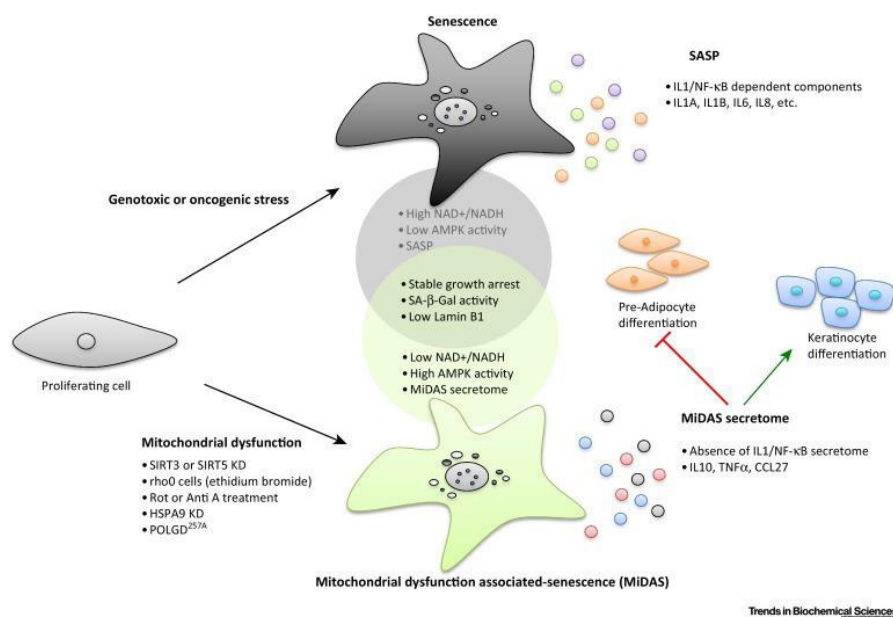 Senescence
SASP
• IL1/NF-κB dependent components
• IL1A, IL1B, IL6, IL8, etc.
Genotoxic or oncogenic stress
• High NAD+/NADH
• Low AMPK activity
• SASP
• Stable growth arrest
• SA-β-Gal activity
• Low Lamin B1
• Low NAD+/NADH
• High AMPK activity
• MiDAS secretome
Pre-Adipocyte
differentiation
Keratinocyte
differentiation
Proliferating cell
Mitochondrial dysfunction
• SIRT3 or SIRT5 KD
• rho0 cells (ethidium bromide)
• Rot or Anti A treatment
• HSPA9 KD
• POLGD257A
MiDAS secretome
• Absence of IL1/NF-κB secretome
• IL10, TNFα, CCL27
Mitochondrial dysfunction associated-senescence (MiDAS)
Trends in Biochemical Sciences